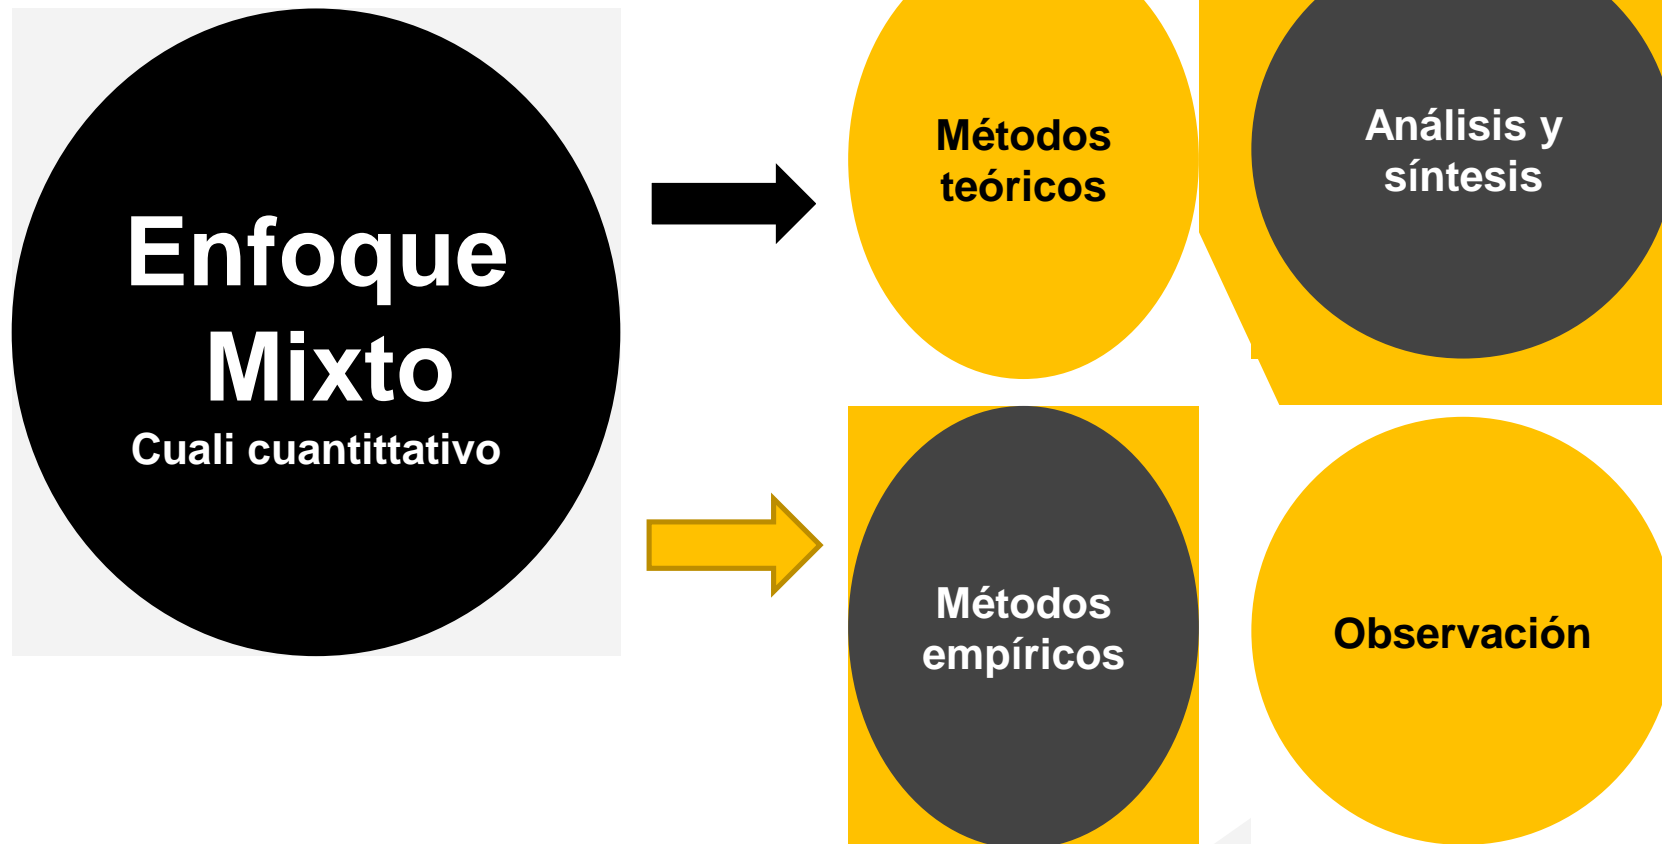 Enfoque
Mixto
Cuali cuantittativo
Métodos
teóricos
Análisis y
síntesis
Métodos
empíricos
Observación